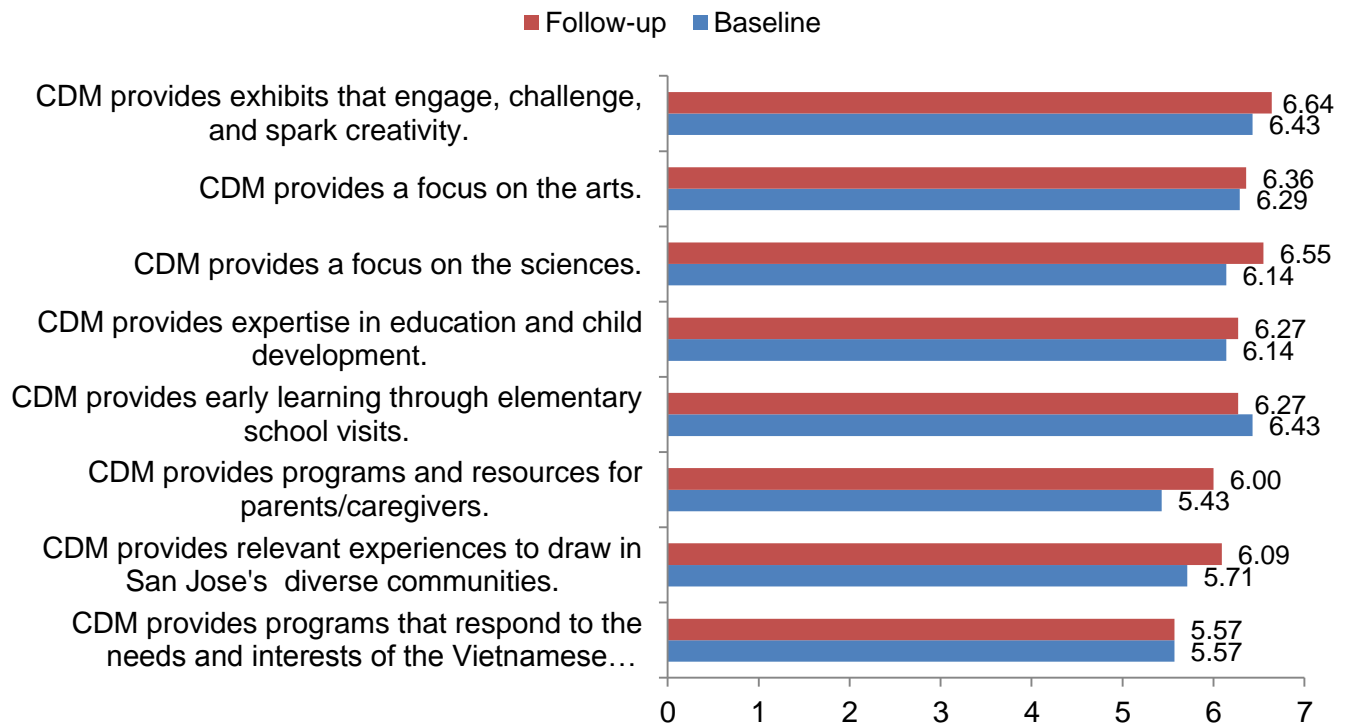 Follow-up Baseline
CDM provides exhibits that engage, challenge,
and spark creativity.
6.64
6.43
CDM provides a focus on the arts.
6.36
6.29
CDM provides a focus on the sciences.
6.55
6.14
CDM provides expertise in education and child
development.
6.27
6.14
CDM provides early learning through elementary
school visits.
6.27
6.43
CDM provides programs and resources for
parents/caregivers.
6.00
5.43
CDM provides relevant experiences to draw in
San Jose's  diverse communities.
6.09
5.71
CDM provides programs that respond to the
needs and interests of the Vietnamese…
5.57
5.57
0 1 2 3 4 5 6 7